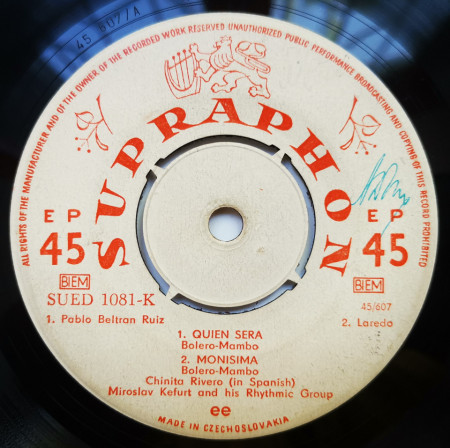 45 607/A
ALL RIGHTS OF THE MANUFACTURER AND OF THE OWNER OF THE RECORDED WORK RESERVED UNAUTHORIZED PUBLIC PERFORMANCE BROADCASTING AND COPYING OF THIS RECORD PROHIBITED
SUPRAPHON
EP
45
EP
45
BIEM
BIEM
SUED 1081-K
45/607
1. Pablo Beltran Ruiz
2. Laredo
1. QUIEN SERA
Bolero-Mambo
2. MONISIMA
Bolero-Mambo
Chinita Rivero (in Spanish)
Miroslav Kefurt and his Rhythmic Group
ee
MADE IN CZECHOSLOVAKIA